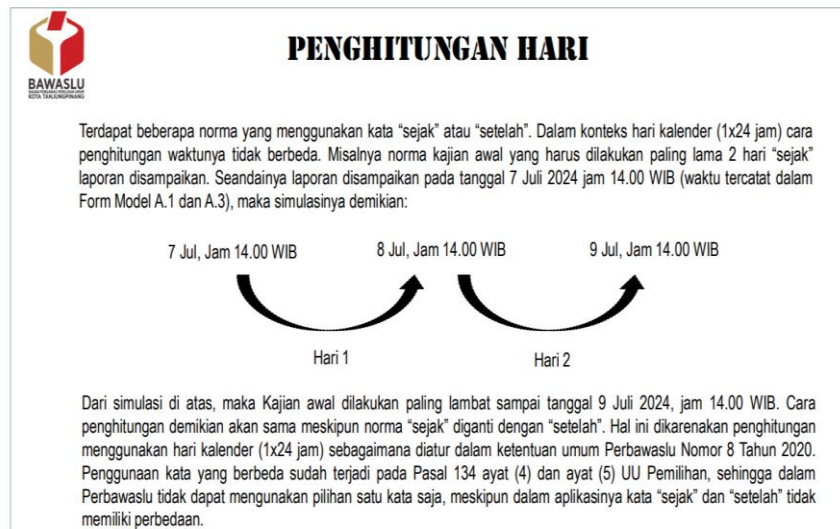 PENGHITUNGAN HARI
BAWASLU
KOTA TANJUNGPINANG
Terdapat beberapa norma yang menggunakan kata “sejak” atau “setelah”. Dalam konteks hari kalender (1x24 jam) cara
penghitungan waktunya tidak berbeda. Misalnya norma kajian awal yang harus dilakukan paling lama 2 hari “sejak”
laporan disampaikan. Seandainya laporan disampaikan pada tanggal 7 Juli 2024 jam 14.00 WIB (waktu tercatat dalam
Form Model A.1 dan A.3), maka simulasinya demikian:
7 Jul, Jam 14.00 WIB
8 Jul, Jam 14.00 WIB
9 Jul, Jam 14.00 WIB
Hari 1
Hari 2
Dari simulasi di atas, maka Kajian awal dilakukan paling lambat sampai tanggal 9 Juli 2024, jam 14.00 WIB. Cara
penghitungan demikian akan sama meskipun norma “sejak” diganti dengan “setelah”. Hal ini dikarenakan penghitungan
menggunakan hari kalender (1x24 jam) sebagaimana diatur dalam ketentuan umum Perbawaslu Nomor 8 Tahun 2020.
Penggunaan kata yang berbeda sudah terjadi pada Pasal 134 ayat (4) dan ayat (5) UU Pemilihan, sehingga dalam
Perbawaslu tidak dapat mengunakan pilihan satu kata saja, meskipun dalam aplikasinya kata “sejak” dan “setelah” tidak
memiliki perbedaan.